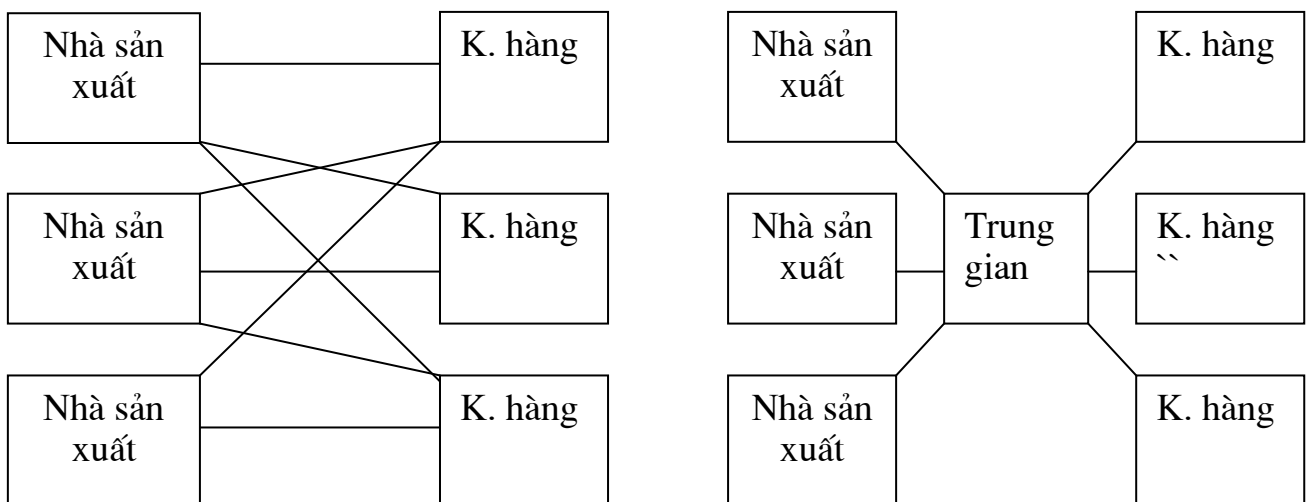 Nhà sản
xuất
K. hàng
Nhà sản
xuất
K. hàng
Nhà sản
xuất
K. hàng
Nhà sản
xuất
K. hàng
Nhà sản
xuất
Trung
gian
K. hàng
``
Nhà sản
xuất
K. hàng